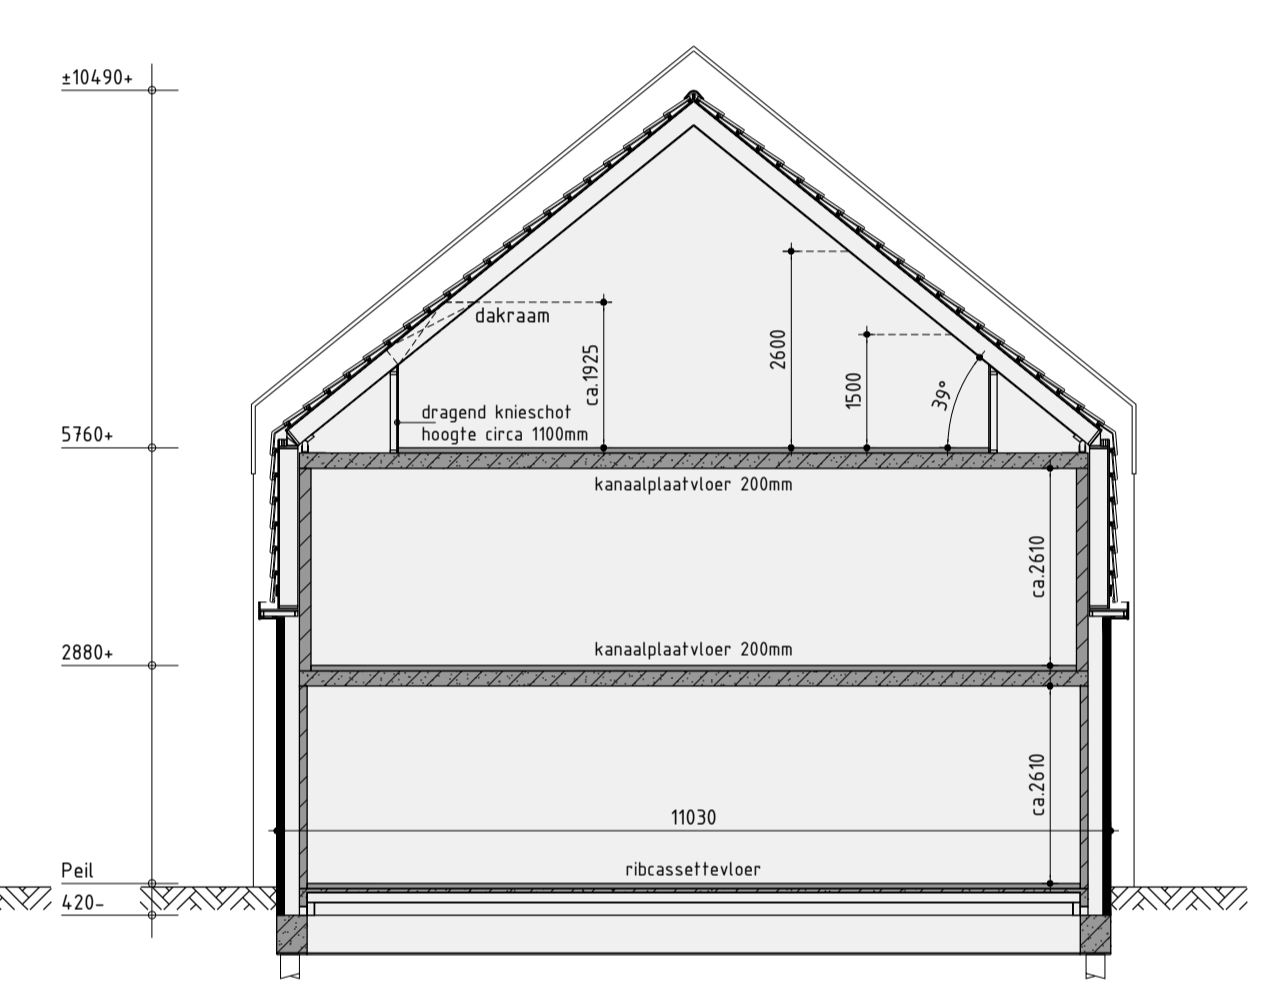 ±10490+
dakraam
ca.1925
2600
1500
39°
dragend knieschot
hoogte circa 1100mm
5760+
kanaalplaatvloer 200mm
ca.2610
kanaalplaatvloer 200mm
2880+
ca.2610
11030
ribcassettevloer
Peil
420-